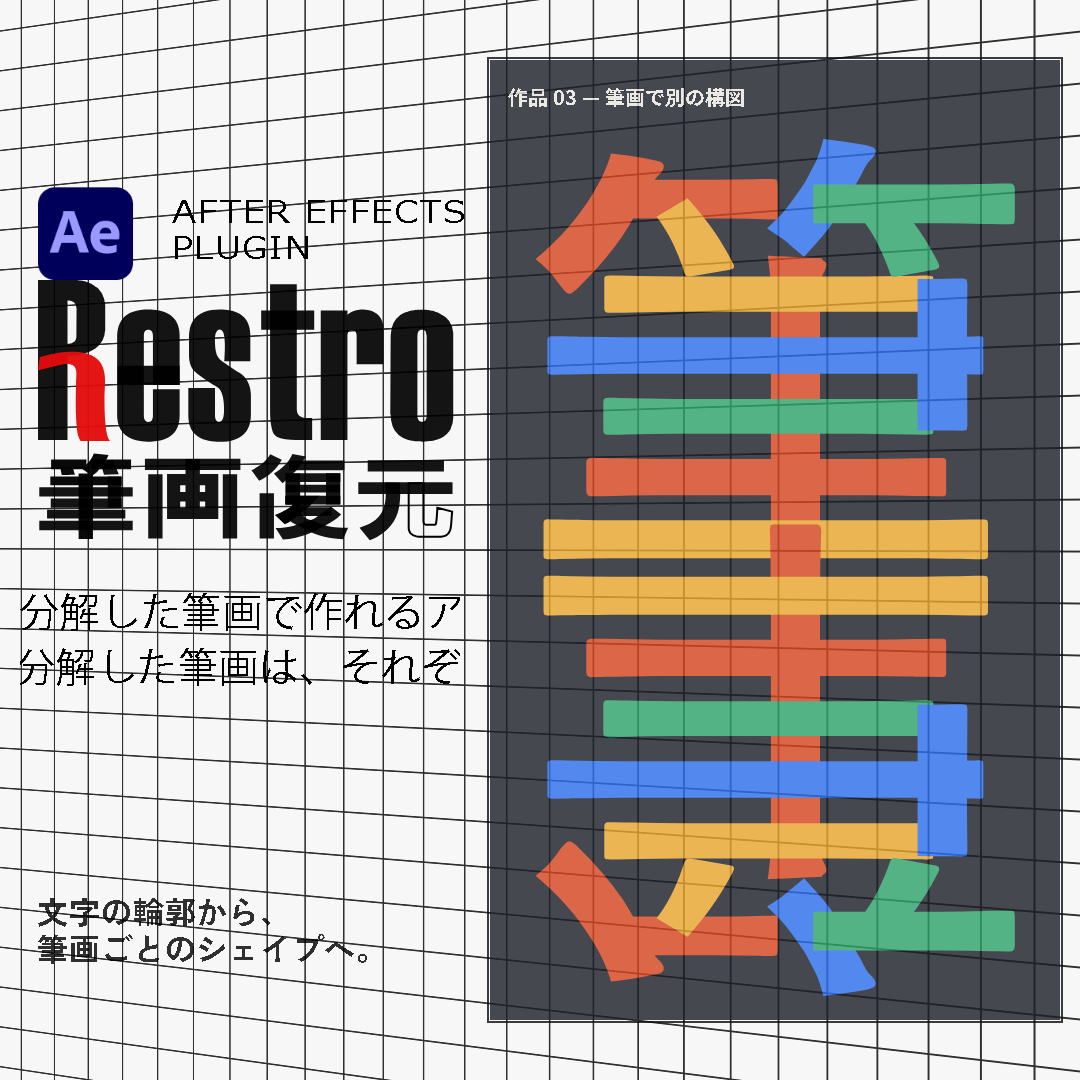 作品 03 — 筆画で別の構図
Ae
AFTER EFFECTS
PLUGIN
Restro
筆画復元
分解した筆画で作れるア
分解した筆画は、それぞ
文字の輪郭から、
筆画ごとのシェイプへ。
筆